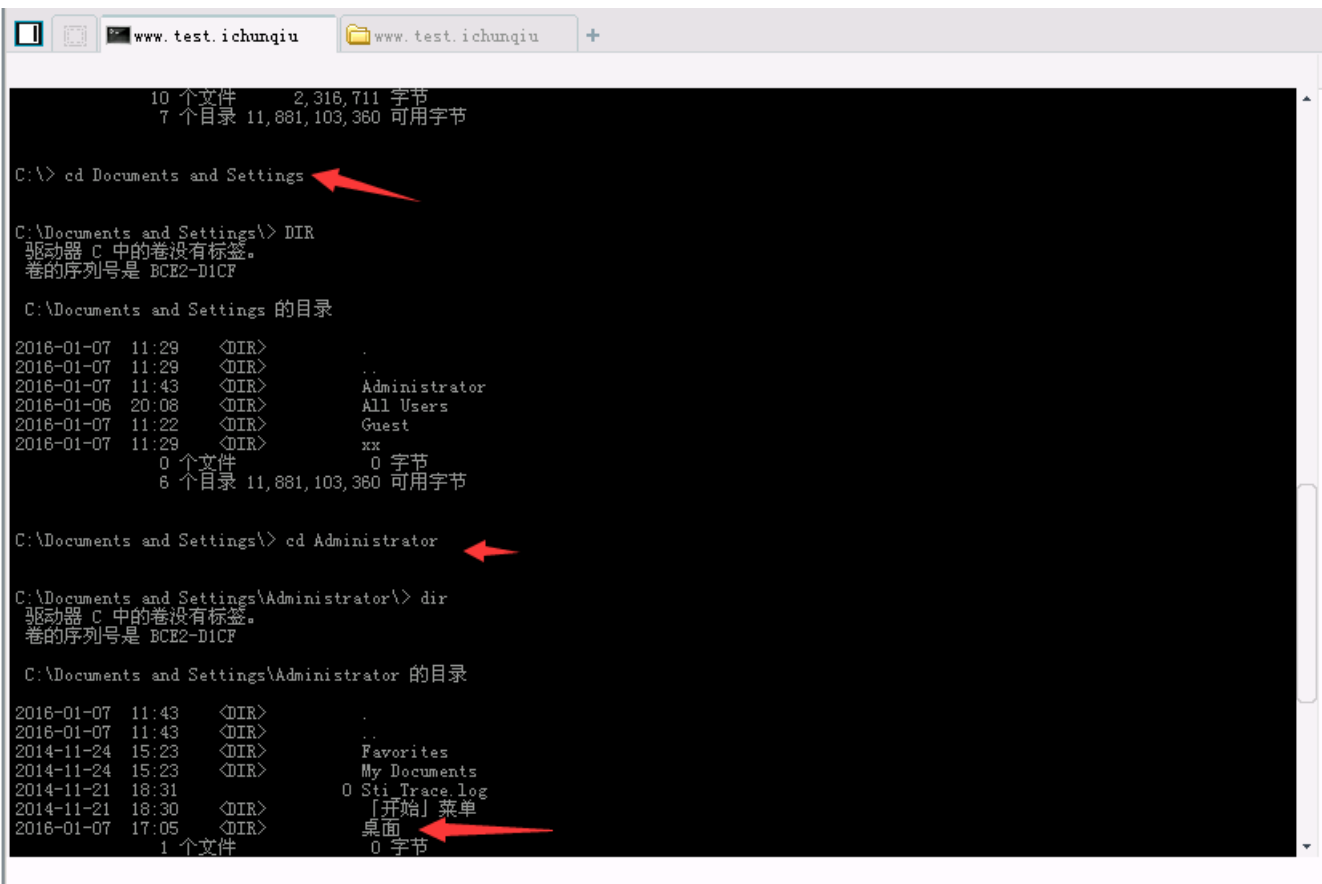 www.test.ichunqiu www.test.ichunqiu +
10 个文件 2,316,711 字节
7 个目录 11,881,103,360 可用字节
C:\> cd Documents and Settings
C:\Documents and Settings\> DIR
驱动器 C 中的卷没有标签。
卷的序列号是 BCE2-D1CF
C:\Documents and Settings 的目录
2016-01-07 11:29 <DIR> .
2016-01-07 11:29 <DIR> ..
2016-01-07 11:43 <DIR> Administrator
2016-01-06 20:08 <DIR> All Users
2016-01-07 11:22 <DIR> Guest
2016-01-07 11:29 <DIR> xx
0 个文件 0 字节
6 个目录 11,881,103,360 可用字节
C:\Documents and Settings\> cd Administrator
C:\Documents and Settings\Administrator\> dir
驱动器 C 中的卷没有标签。
卷的序列号是 BCE2-D1CF
C:\Documents and Settings\Administrator 的目录
2016-01-07 11:43 <DIR> .
2016-01-07 11:43 <DIR> ..
2014-11-24 15:23 <DIR> Favorites
2014-11-24 15:23 <DIR> My Documents
2014-11-21 18:31 0 Sti_Trace.log
2014-11-21 18:30 <DIR> 「开始」菜单
2016-01-07 17:05 <DIR> 桌面
1 个文件 0 字节